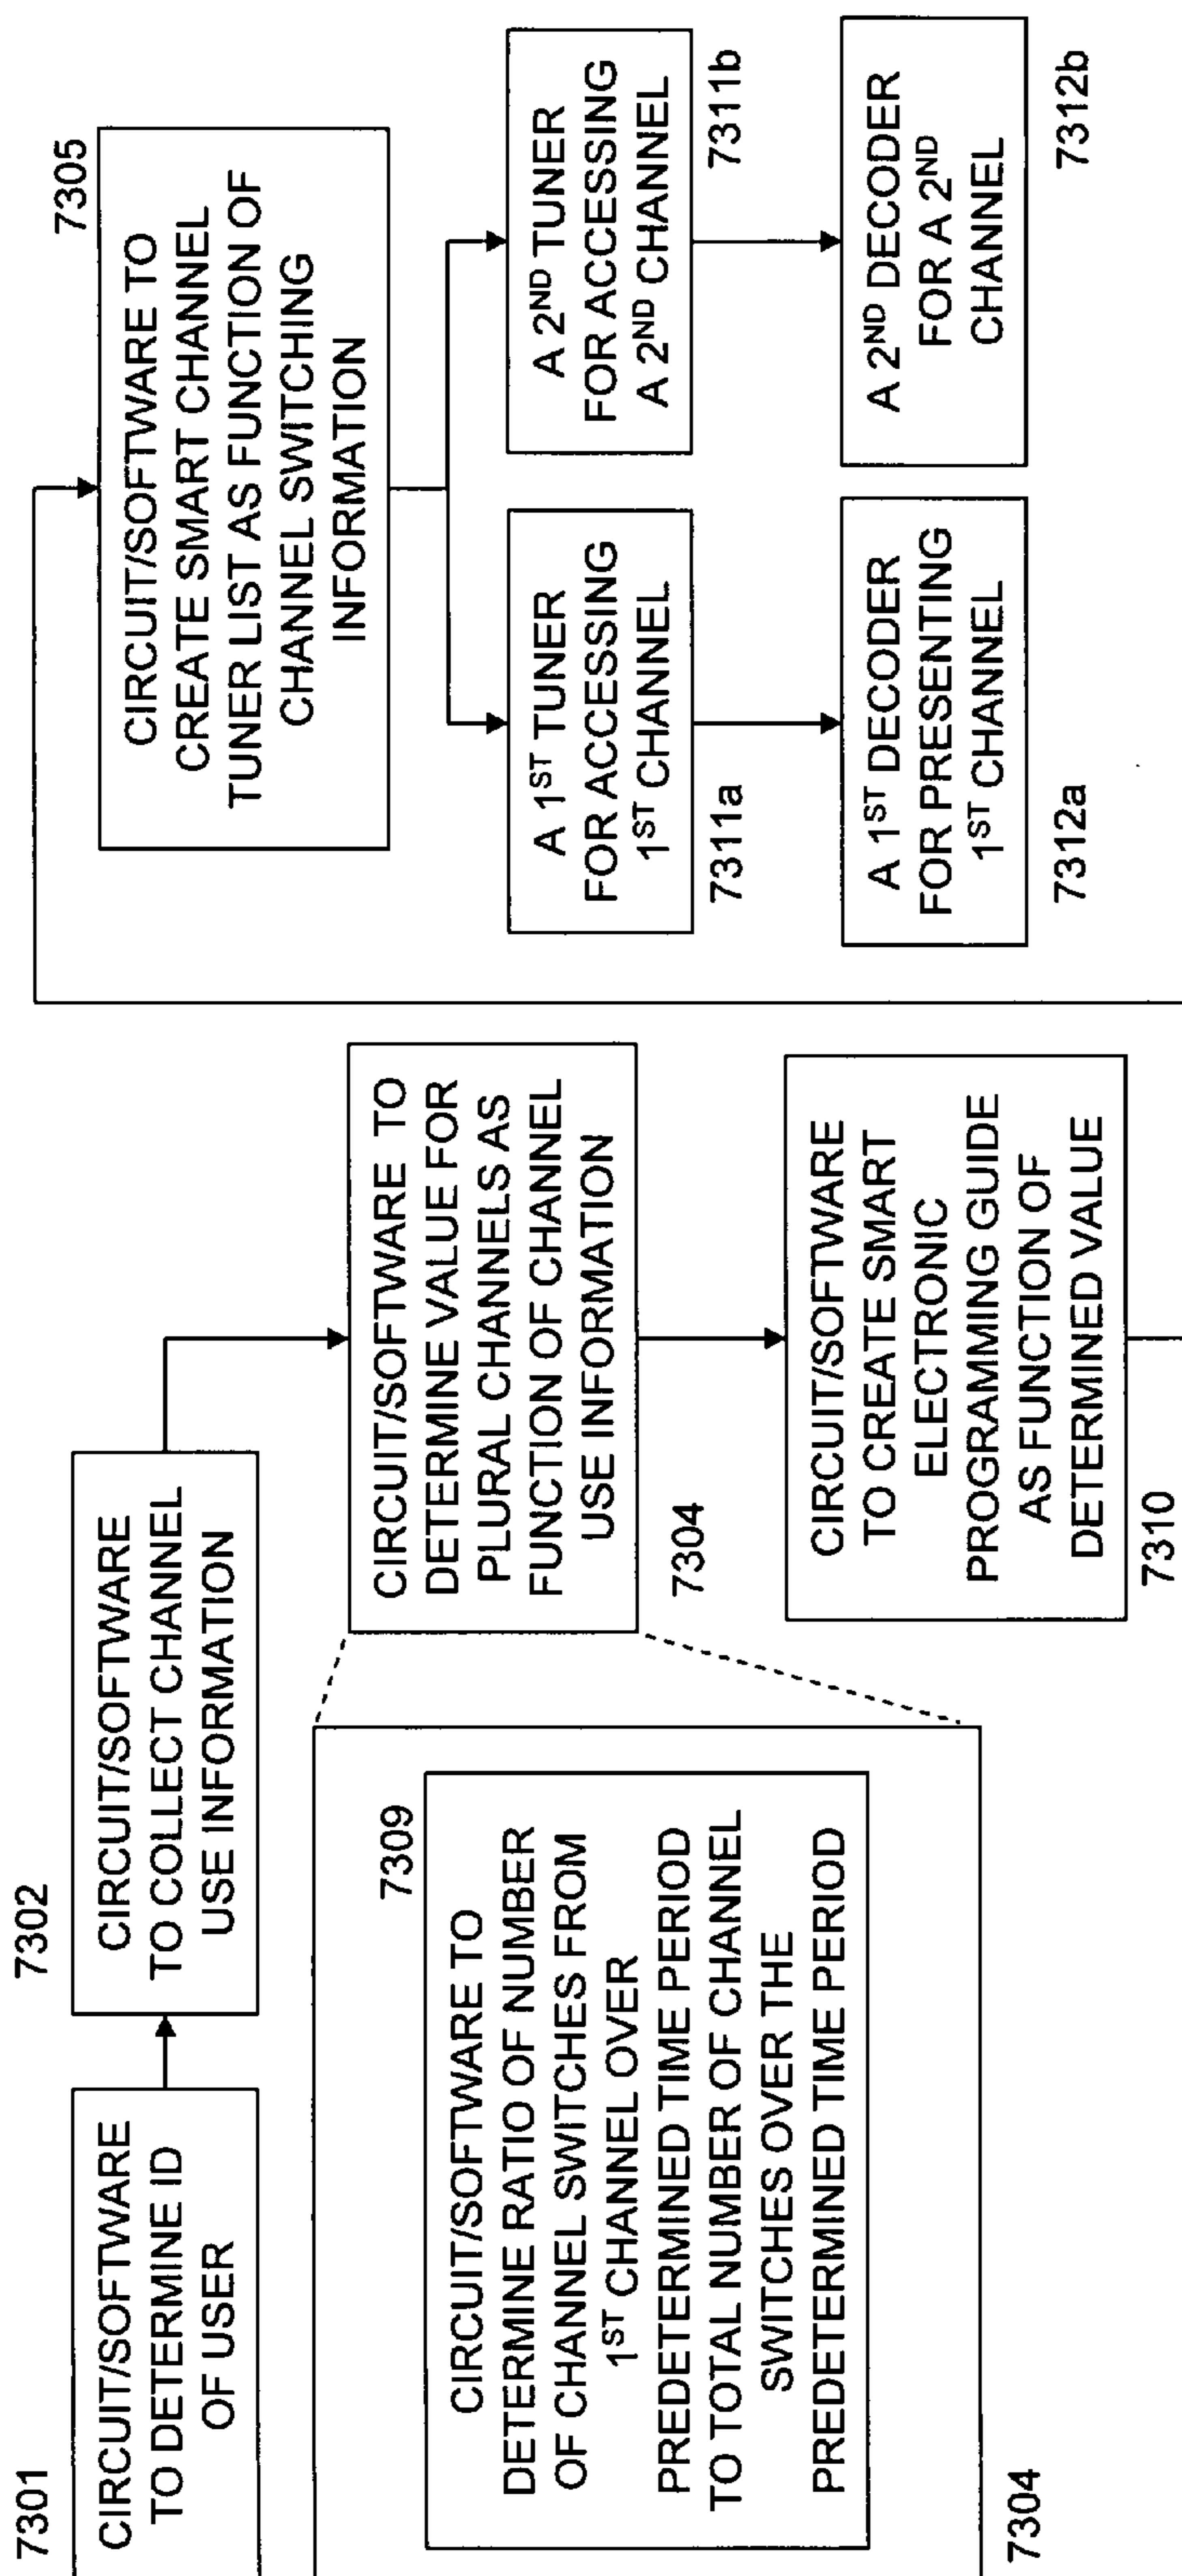 7301
CIRCUIT/SOFTWARE
TO DETERMINE ID
OF USER
7302
CIRCUIT/SOFTWARE
TO COLLECT CHANNEL
USE INFORMATION
7309
CIRCUIT/SOFTWARE TO
DETERMINE RATIO OF NUMBER
OF CHANNEL SWITCHES FROM
1ST CHANNEL OVER
PREDETERMINED TIME PERIOD
TO TOTAL NUMBER OF CHANNEL
SWITCHES OVER THE
PREDETERMINED TIME PERIOD
7304
CIRCUIT/SOFTWARE TO
DETERMINE VALUE FOR
PLURAL CHANNELS AS
FUNCTION OF CHANNEL
USE INFORMATION
7304
CIRCUIT/SOFTWARE
TO CREATE SMART
ELECTRONIC
PROGRAMMING GUIDE
AS FUNCTION OF
DETERMINED VALUE
7310
7305
CIRCUIT/SOFTWARE TO
CREATE SMART CHANNEL
TUNER LIST AS FUNCTION OF
CHANNEL SWITCHING
INFORMATION
A 1ST TUNER
FOR ACCESSING
1ST CHANNEL
7311a
A 2ND TUNER
FOR ACCESSING
A 2ND CHANNEL
7311b
A 1ST DECODER
FOR PRESENTING
1ST CHANNEL
7312a
A 2ND DECODER
FOR A 2ND
CHANNEL
7312b